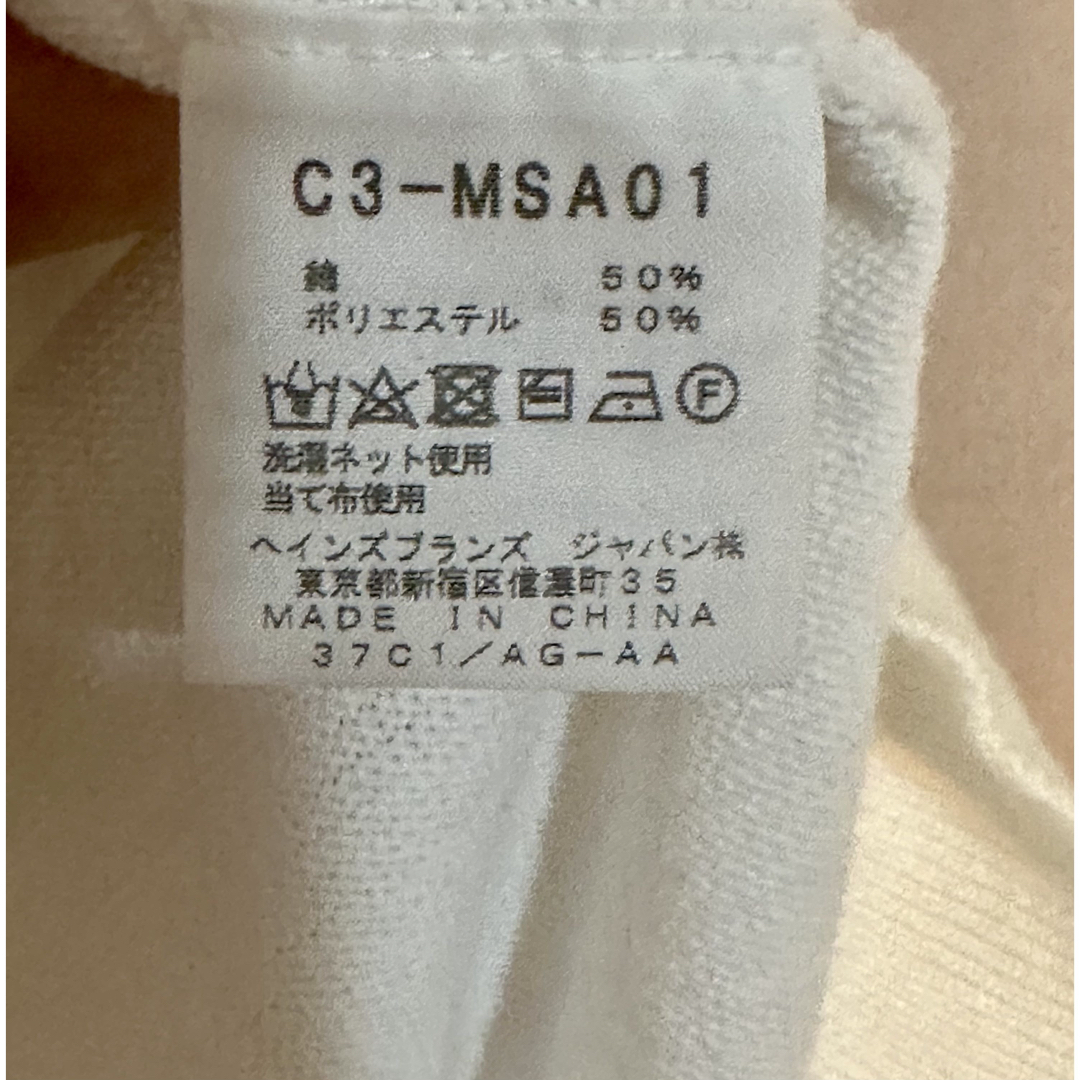 C3-MSA01
綿 50%
ポリエステル 50%
F
洗濯ネット使用
当て布使用
ヘインズブランズ ジャパン株
東京都新宿区信濃町35
MADE IN CHINA
37C1/AG-AA